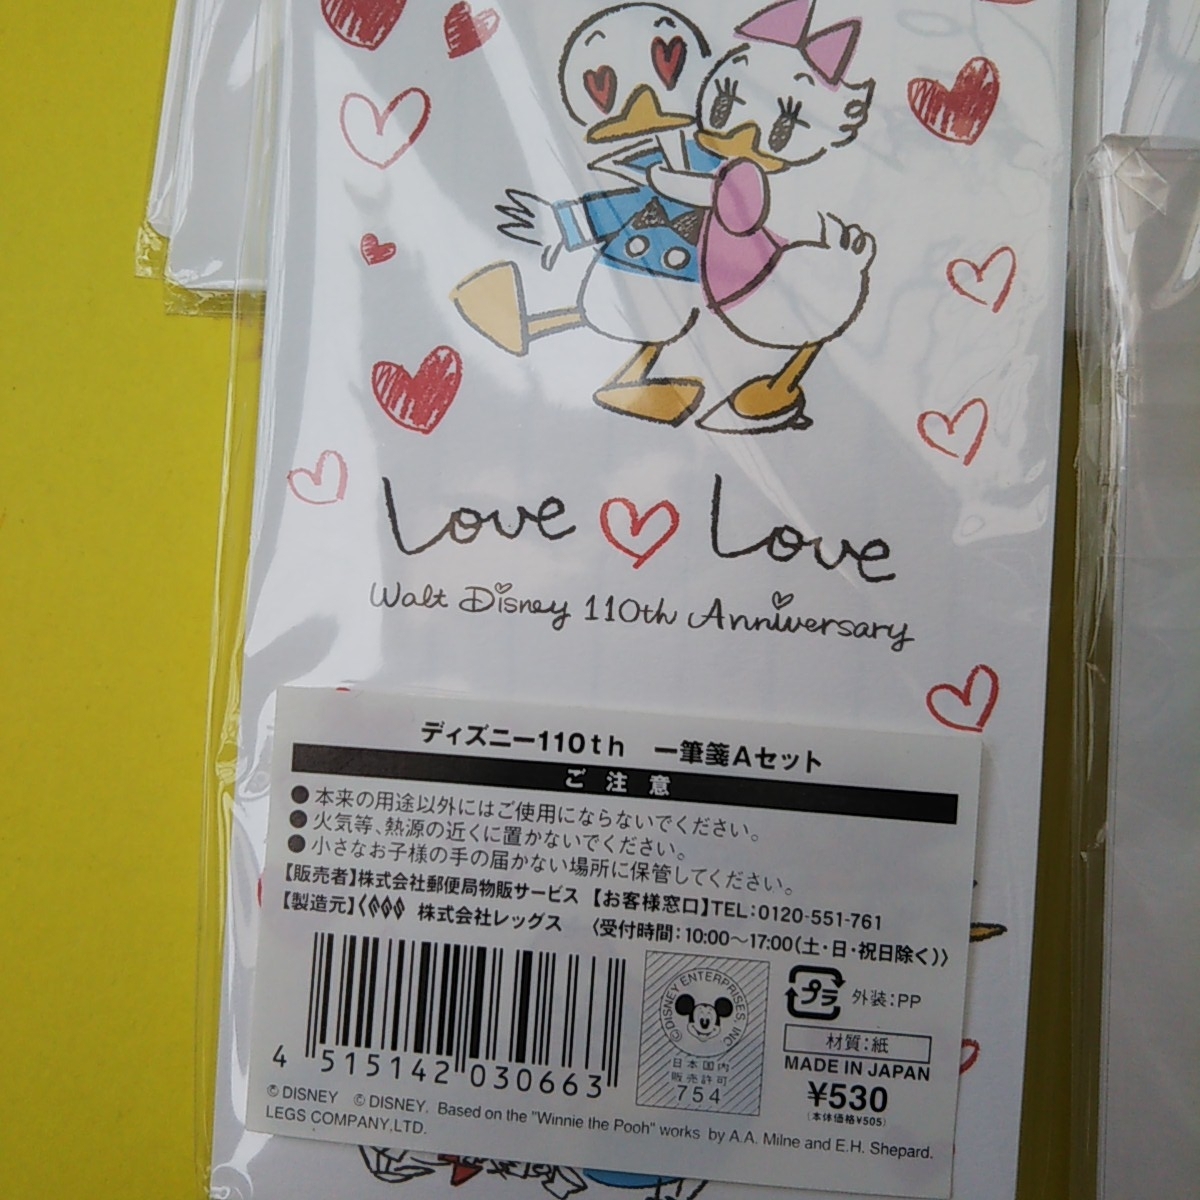 Love ♡ Love
Walt Disney 110th Anniversary
ディズニー110th 一筆箋Aセット
ご注意
●本来の用途以外にはご使用にならないでください。
●火気等、熱源の近くに置かないでください。
●小さなお子様の手の届かない場所に保管してください。
【販売者】株式会社郵便局物販サービス 【お客様窓口】TEL:0120-551-761
【製造元】 株式会社レッグス 〈受付時間:10:00～17:00(土・日・祝日除く)〉
プラ 外装:PP
©DISNEY ENTERPRISES, INC
日本国内
販売許可
754
材質:紙
MADE IN JAPAN
¥530
(本体価格¥505)
4 515142 030663
©DISNEY ©DISNEY. Based on the "Winnie the Pooh" works by A.A. Milne and E.H. Shepard.
LEGS COMPANY,LTD.